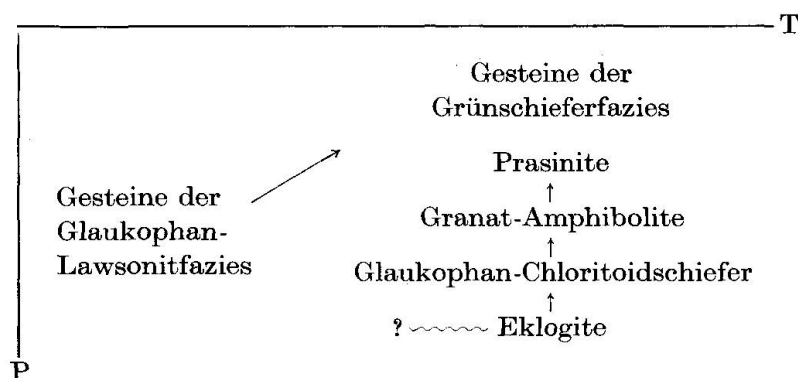 T
Gesteine der
Grünschieferfazies
Prasinite
Gesteine der
Glaukophan-
Lawsonitfazies
Granat-Amphibolite
Glaukophan-Chloritoidschiefer
? Eklogite
P